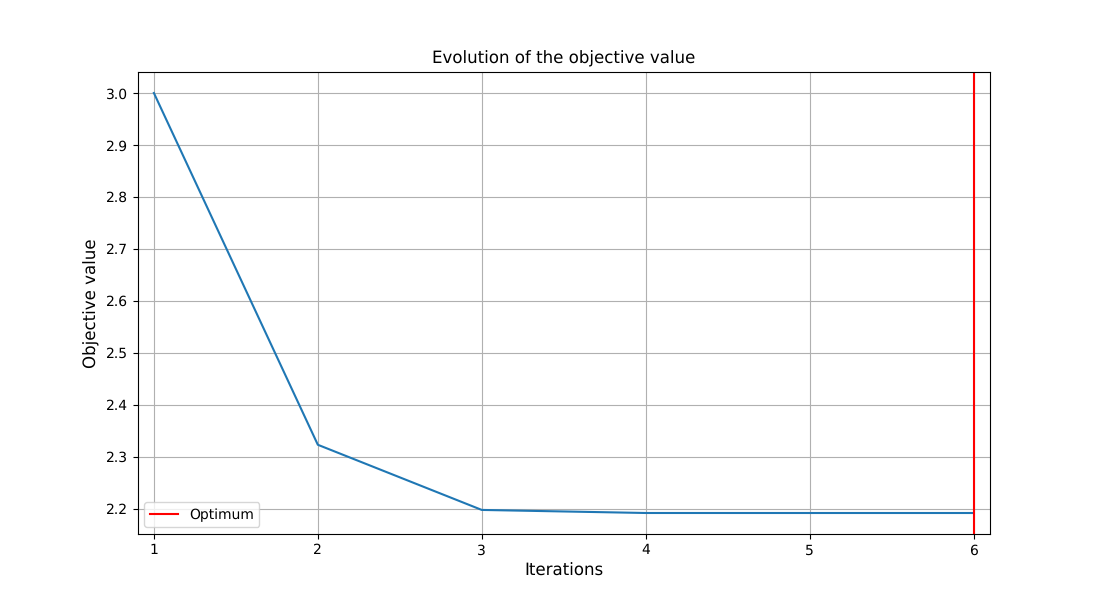 Evolution of the objective value
Objective value
3.0
2.9
2.8
2.7
2.6
2.5
2.4
2.3
2.2
Optimum
1 2 3 4 5 6
Iterations